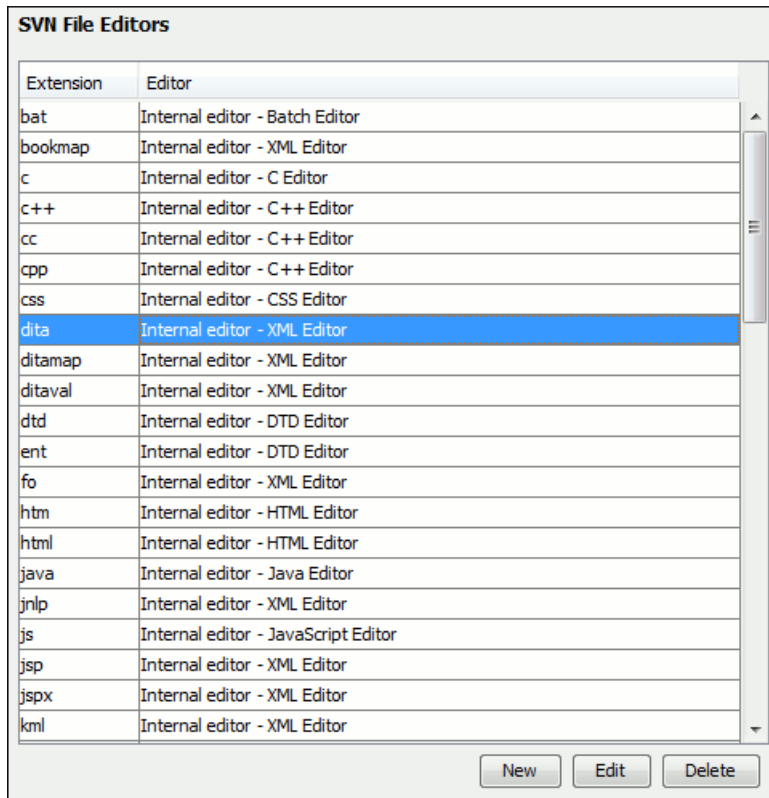 SVN File Editors
Extension Editor
bat Internal editor - Batch Editor
bookmap Internal editor - XML Editor
c Internal editor - C Editor
c++ Internal editor - C++ Editor
cc Internal editor - C++ Editor
cpp Internal editor - C++ Editor
css Internal editor - CSS Editor
dita Internal editor - XML Editor
ditamap Internal editor - XML Editor
ditaval Internal editor - XML Editor
dtd Internal editor - DTD Editor
ent Internal editor - DTD Editor
fo Internal editor - XML Editor
htm Internal editor - HTML Editor
html Internal editor - HTML Editor
java Internal editor - Java Editor
jnlp Internal editor - XML Editor
js Internal editor - JavaScript Editor
jsp Internal editor - XML Editor
jspx Internal editor - XML Editor
kml Internal editor - XML Editor
New Edit Delete